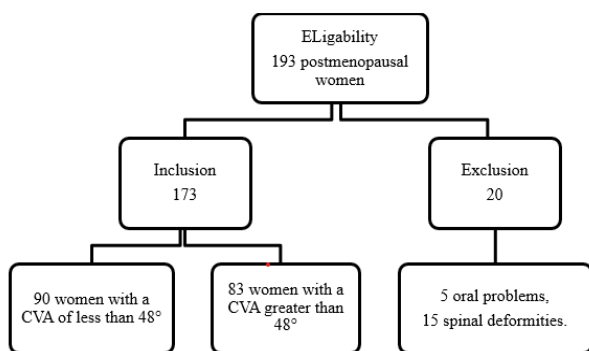 ELigability
193 postmenopausal
women
Inclusion
173
Exclusion
20
90 women with a
CVA of less than 48°
83 women with a
CVA greater than
48°
5 oral problems,
15 spinal deformities.